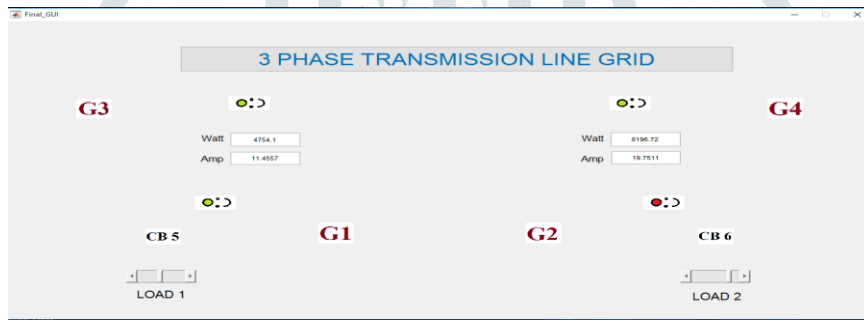 Final_GUI
3 PHASE TRANSMISSION LINE GRID
G3
G4
Watt 4754.1
Amp 11.4557
Watt 8196.72
Amp 19.7511
CB 5
G1
G2
CB 6
LOAD 1
LOAD 2